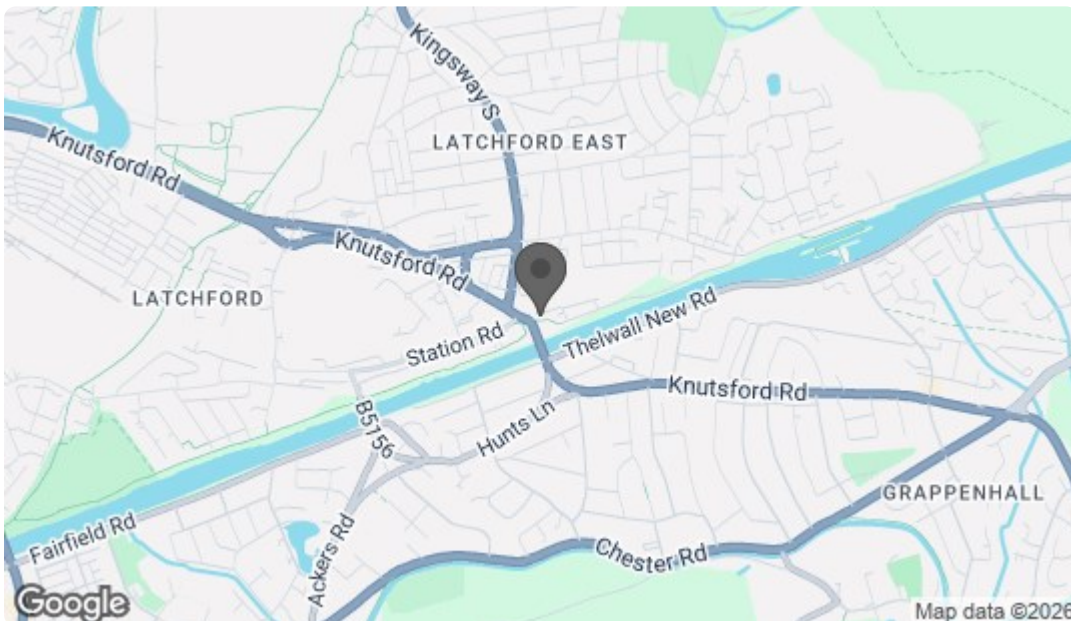 Kingsway S
LATCHFORD EAST
Knutsford Rd
Knutsford Rd
LATCHFORD
Station Rd
Thelwall New Rd
Knutsford Rd
B5156
Hunts Ln
GRAPPENHALL
Fairfield Rd
Ackers Rd
Chester Rd
Google
Map data ©2026